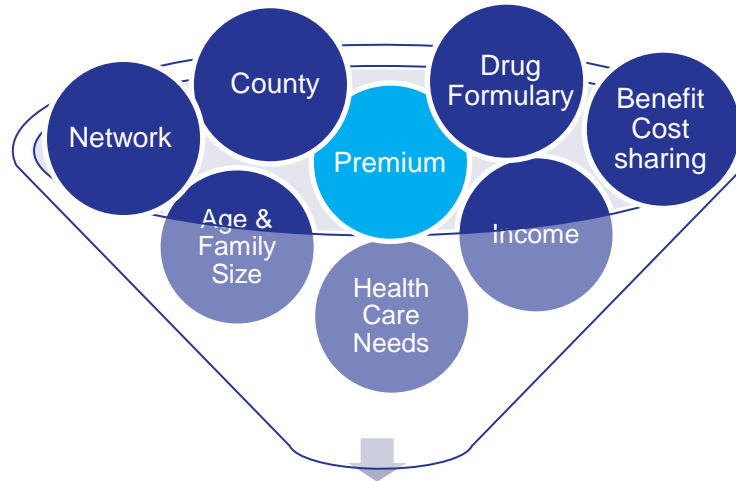 Network
County
Premium
Drug
Formulary
Benefit
Cost
sharing
Age &
Family
Size
Health
Care
Needs
Income